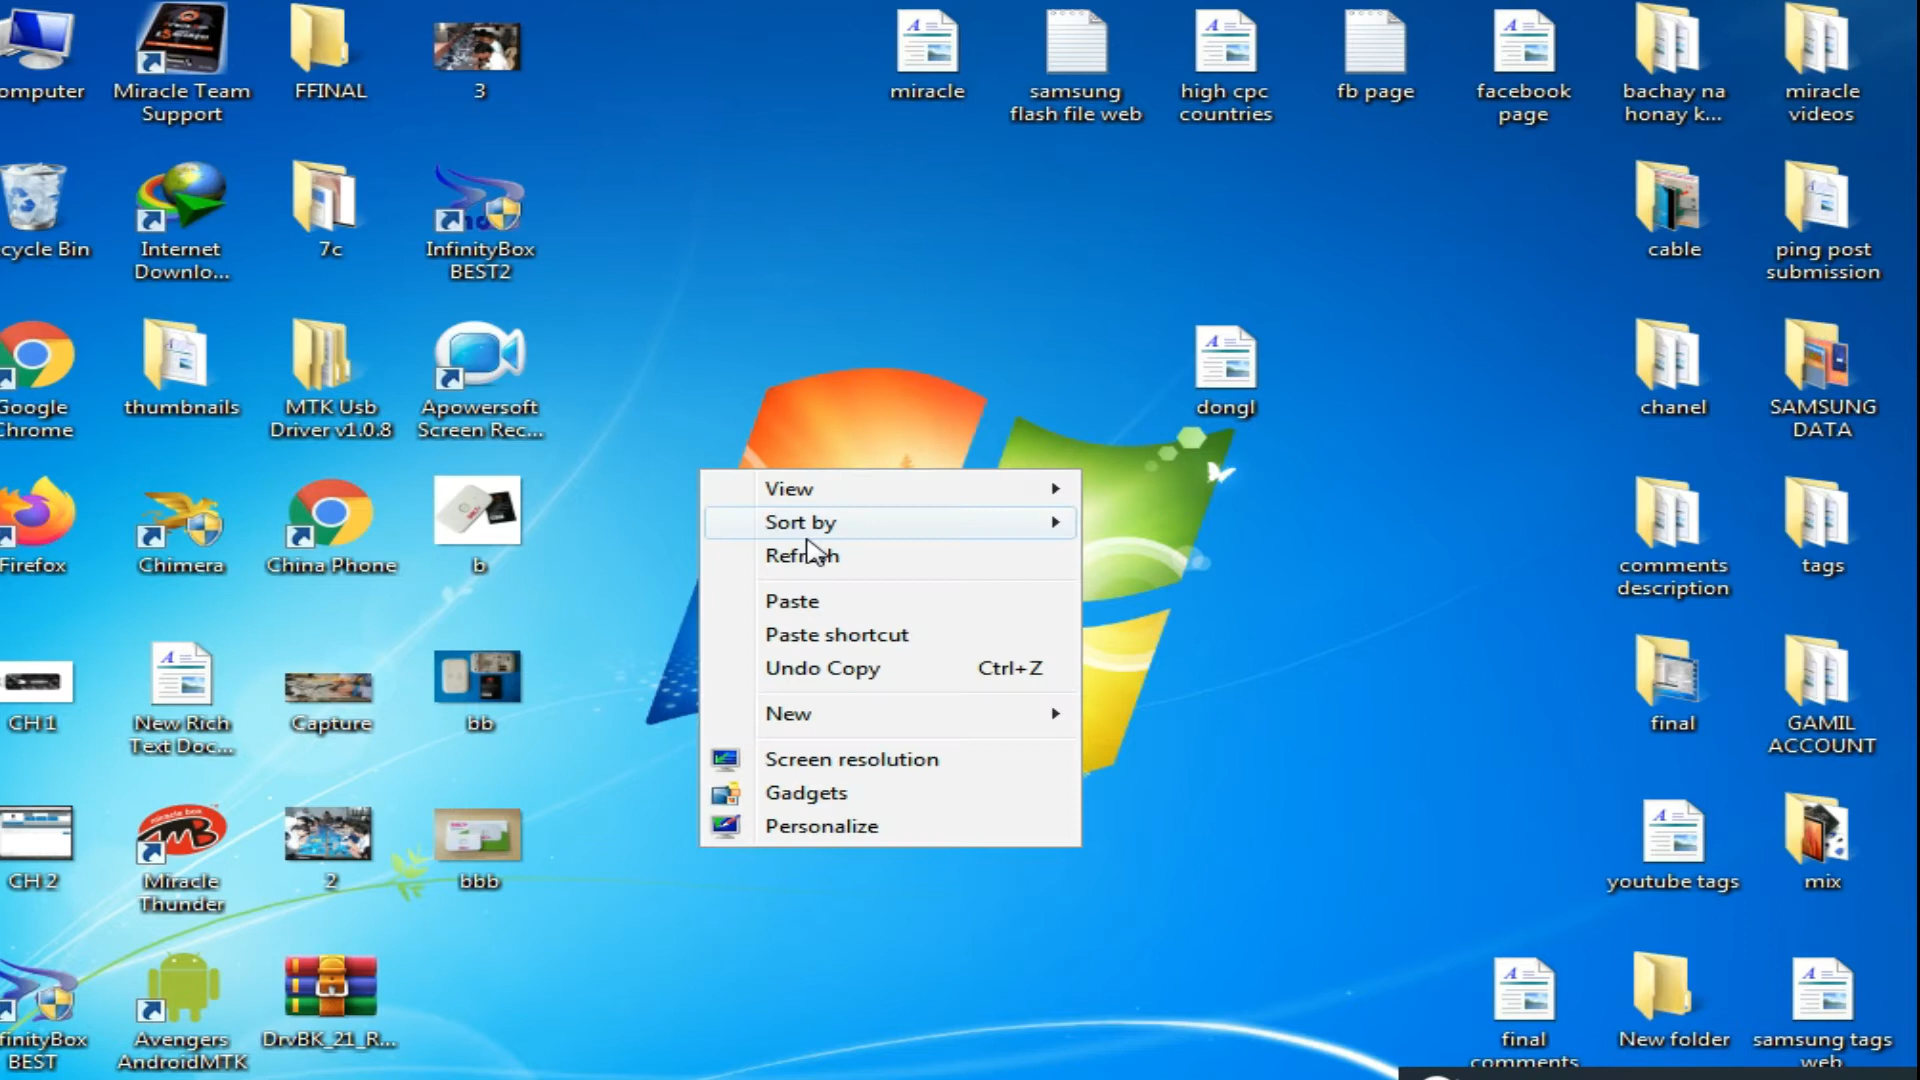 omputer
Miracle Team
Support
FFINAL
3
miracle
samsung
flash file web
high cpc
countries
fb page
facebook
page
bachay na
honay k...
miracle
videos
cycle Bin
Internet
Downlo...
7c
InfinityBox
BEST2
cable
ping post
submission
Google
Chrome
thumbnails
MTK Usb
Driver v1.0.8
Apowersoft
Screen Rec...
dongl
chanel
SAMSUNG
DATA
Firefox
Chimera
China Phone
b
comments
description
tags
View
Sort by
Refresh
Paste
Paste shortcut
Undo Copy Ctrl+Z
New
Screen resolution
Gadgets
Personalize
CH 1
New Rich
Text Doc...
Capture
bb
final
GAMIL
ACCOUNT
CH 2
Miracle
Thunder
2
bbb
youtube tags
mix
finityBox
BEST
Avengers
AndroidMTK
DrvBK_21_R...
final
comments
New folder
samsung tags
web